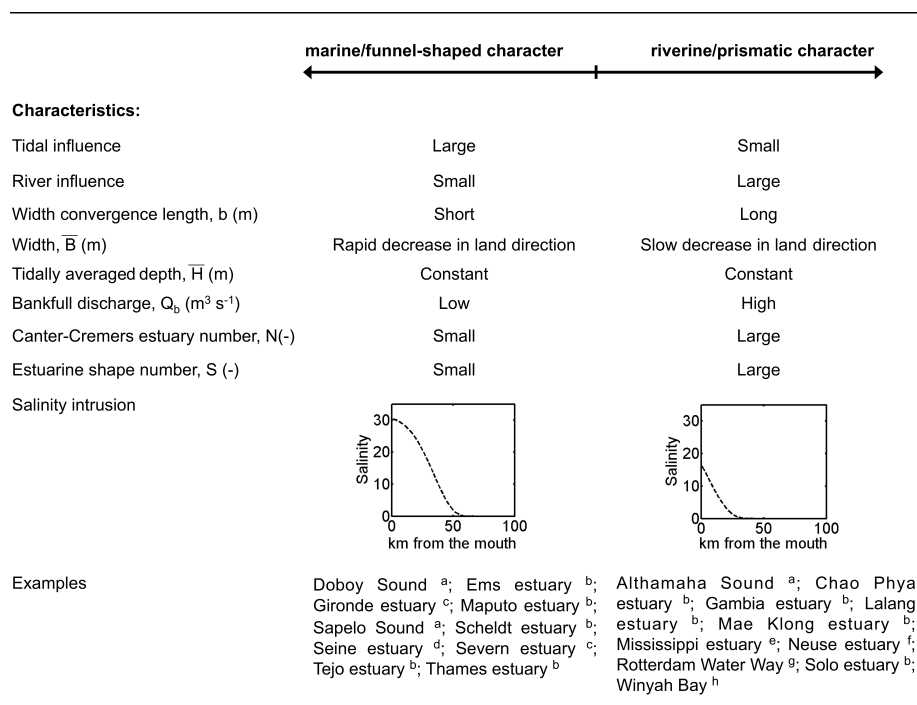 marine/funnel-shaped character riverine/prismatic character
Characteristics:
Tidal influence Large Small
River influence Small Large
Width convergence length, b (m) Short Long
Width, B̅ (m) Rapid decrease in land direction Slow decrease in land direction
Tidally averaged depth, H̅ (m) Constant Constant
Bankfull discharge, Q_b (m³ s⁻¹) Low High
Canter-Cremers estuary number, N(-) Small Large
Estuarine shape number, S (-) Small Large
Salinity intrusion
30
20
10
0
Salinity
0 50 100
km from the mouth
30
20
10
0
Salinity
0 50 100
km from the mouth
Examples
Doboy Sound ᵃ; Ems estuary ᵇ;
Gironde estuary ᶜ; Maputo estuary ᵇ;
Sapelo Sound ᵃ; Scheldt estuary ᵇ;
Seine estuary ᵈ; Severn estuary ᶜ;
Tejo estuary ᵇ; Thames estuary ᵇ
Althamaha Sound ᵃ; Chao Phya
estuary ᵇ; Gambia estuary ᵇ; Lalang
estuary ᵇ; Mae Klong estuary ᵇ;
Mississippi estuary ᵉ; Neuse estuary ᶠ;
Rotterdam Water Way ᵍ; Solo estuary ᵇ;
Winyah Bay ʰ